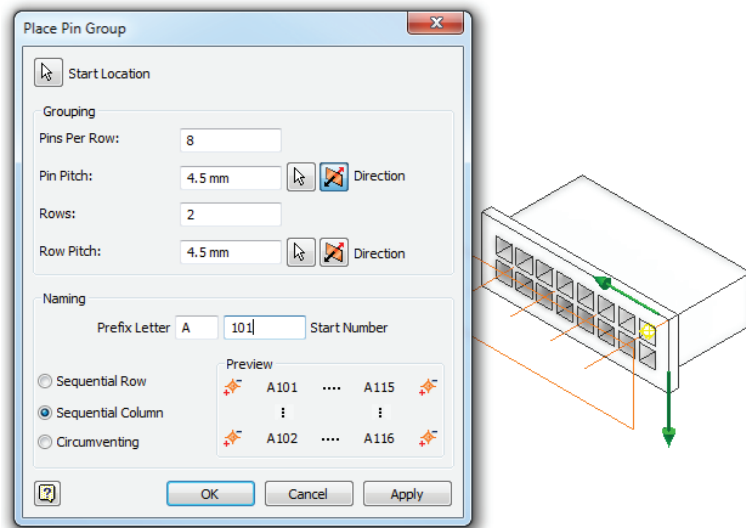 Place Pin Group
Start Location
Grouping
Pins Per Row: 8
Pin Pitch: 4.5 mm Direction
Rows: 2
Row Pitch: 4.5 mm Direction
Naming
Prefix Letter A 101 Start Number
Sequential Row
Sequential Column
Circumventing
Preview
A101 .... A115
A102 .... A116
OK Cancel Apply